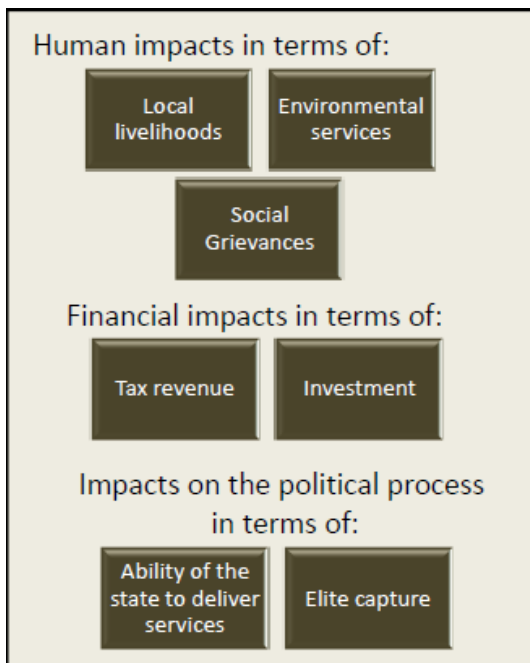 Human impacts in terms of:
Local
livelihoods
Environmental
services
Social
Grievances
Financial impacts in terms of:
Tax revenue
Investment
Impacts on the political process
in terms of:
Ability of the
state to deliver
services
Elite capture